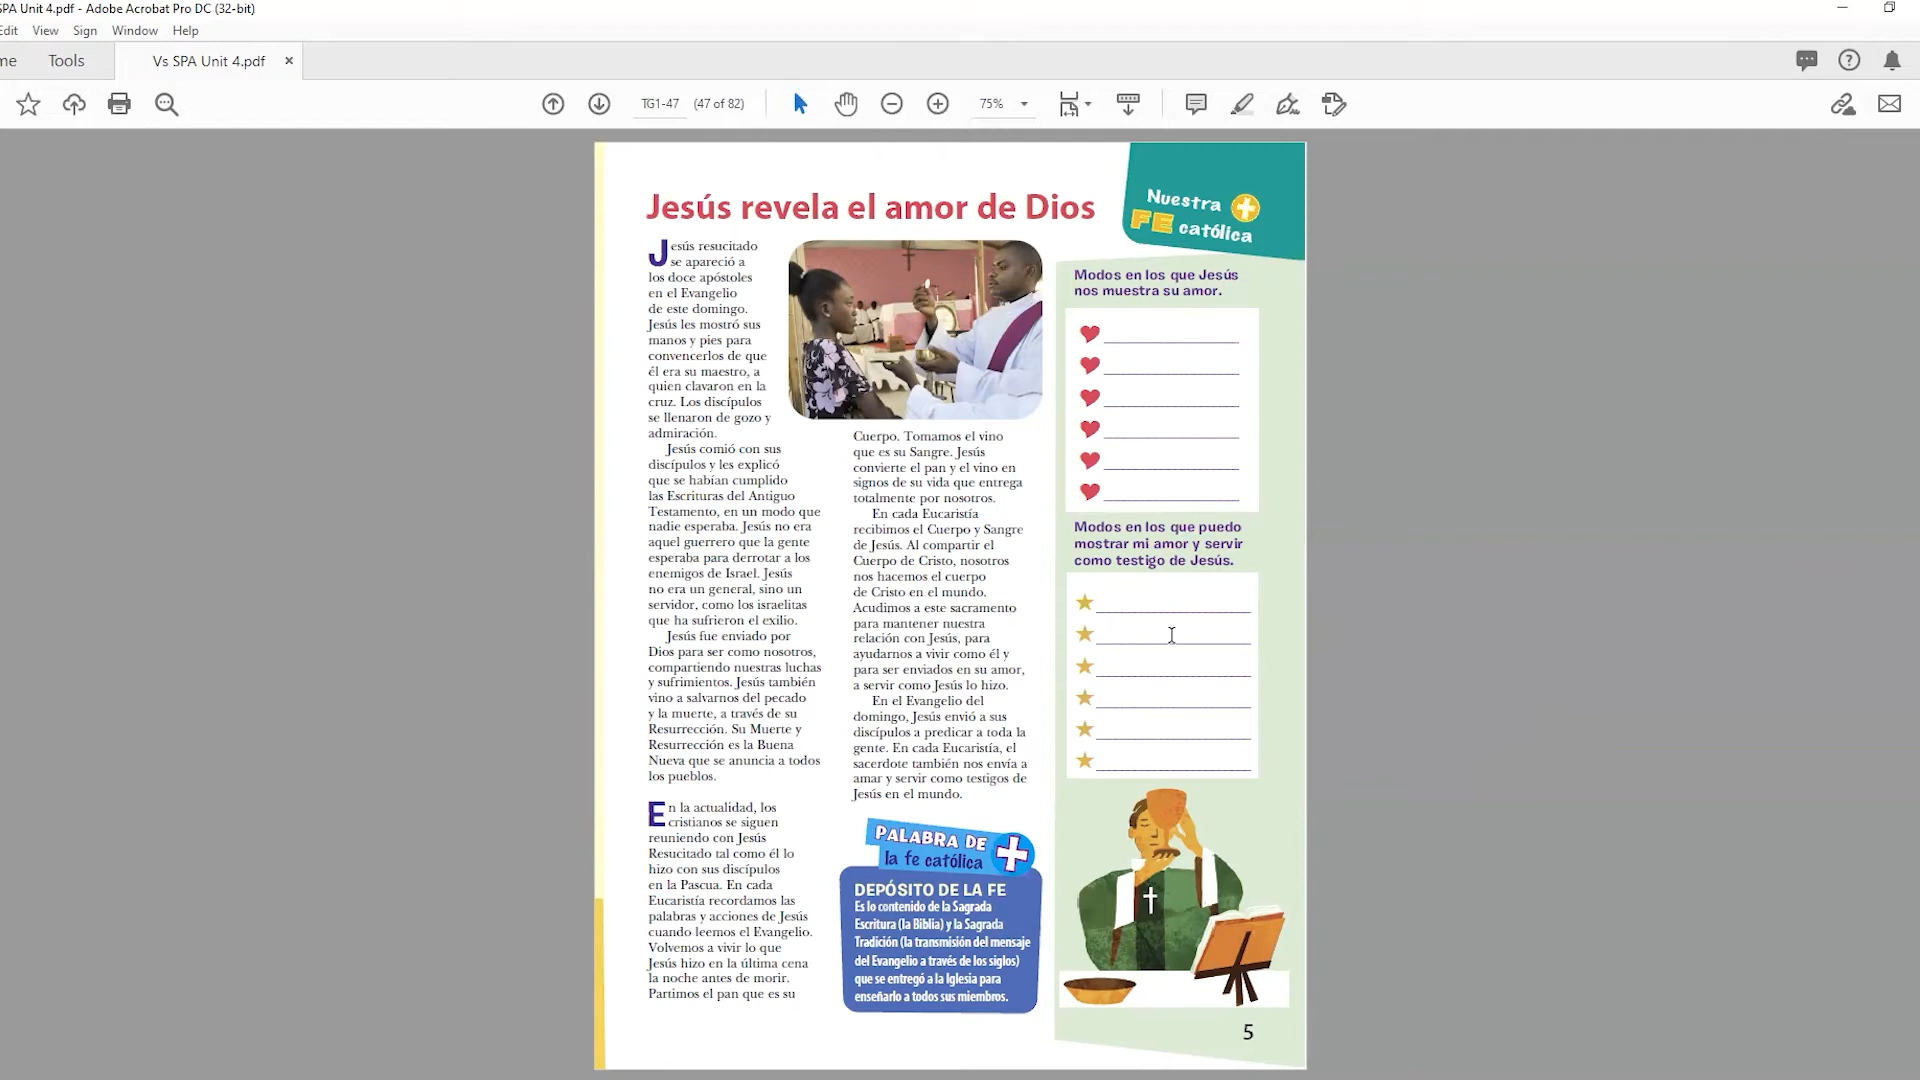 SPA Unit 4.pdf - Adobe Acrobat Pro DC (32-bit)
Edit View Sign Window Help
me Tools Vs SPA Unit 4.pdf ×
TG1-47 (47 of 82) 75%
Jesús revela el amor de Dios
Nuestra
FE católica
Jesús resucitado
se apareció a
los doce apóstoles
en el Evangelio
de este domingo.
Jesús les mostró sus
manos y pies para
convencerlos de que
él era su maestro, a
quien clavaron en la
cruz. Los discípulos
se llenaron de gozo y
admiración.
Jesús comió con sus
discípulos y les explicó
que se habían cumplido
las Escrituras del Antiguo
Testamento, en un modo que
nadie esperaba. Jesús no era
aquel guerrero que la gente
esperaba para derrotar a los
enemigos de Israel. Jesús
no era un general, sino un
servidor, como los israelitas
que ha sufrieron el exilio.
Jesús fue enviado por
Dios para ser como nosotros,
compartiendo nuestras luchas
y sufrimientos. Jesús también
vino a salvarnos del pecado
y la muerte, a través de su
Resurrección. Su Muerte y
Resurrección es la Buena
Nueva que se anuncia a todos
los pueblos.
En la actualidad, los
cristianos se siguen
reuniendo con Jesús
Resucitado tal como él lo
hizo con sus discípulos
en la Pascua. En cada
Eucaristía recordamos las
palabras y acciones de Jesús
cuando leemos el Evangelio.
Volvemos a vivir lo que
Jesús hizo en la última cena
la noche antes de morir.
Partimos el pan que es su
Cuerpo. Tomamos el vino
que es su Sangre. Jesús
convierte el pan y el vino en
signos de su vida que entrega
totalmente por nosotros.
En cada Eucaristía
recibimos el Cuerpo y Sangre
de Jesús. Al compartir el
Cuerpo de Cristo, nosotros
nos hacemos el cuerpo
de Cristo en el mundo.
Acudimos a este sacramento
para mantener nuestra
relación con Jesús, para
ayudarnos a vivir como él y
para ser enviados en su amor,
a servir como Jesús lo hizo.
En el Evangelio del
domingo, Jesús envió a sus
discípulos a predicar a toda la
gente. En cada Eucaristía, el
sacerdote también nos envía a
amar y servir como testigos de
Jesús en el mundo.
PALABRA DE
la fe católica
DEPÓSITO DE LA FE
Es lo contenido de la Sagrada
Escritura (la Biblia) y la Sagrada
Tradición (la transmisión del mensaje
del Evangelio a través de los siglos)
que se entregó a la Iglesia para
enseñarlo a todos sus miembros.
Modos en los que Jesús
nos muestra su amor.
Modos en los que puedo
mostrar mi amor y servir
como testigo de Jesús.
5